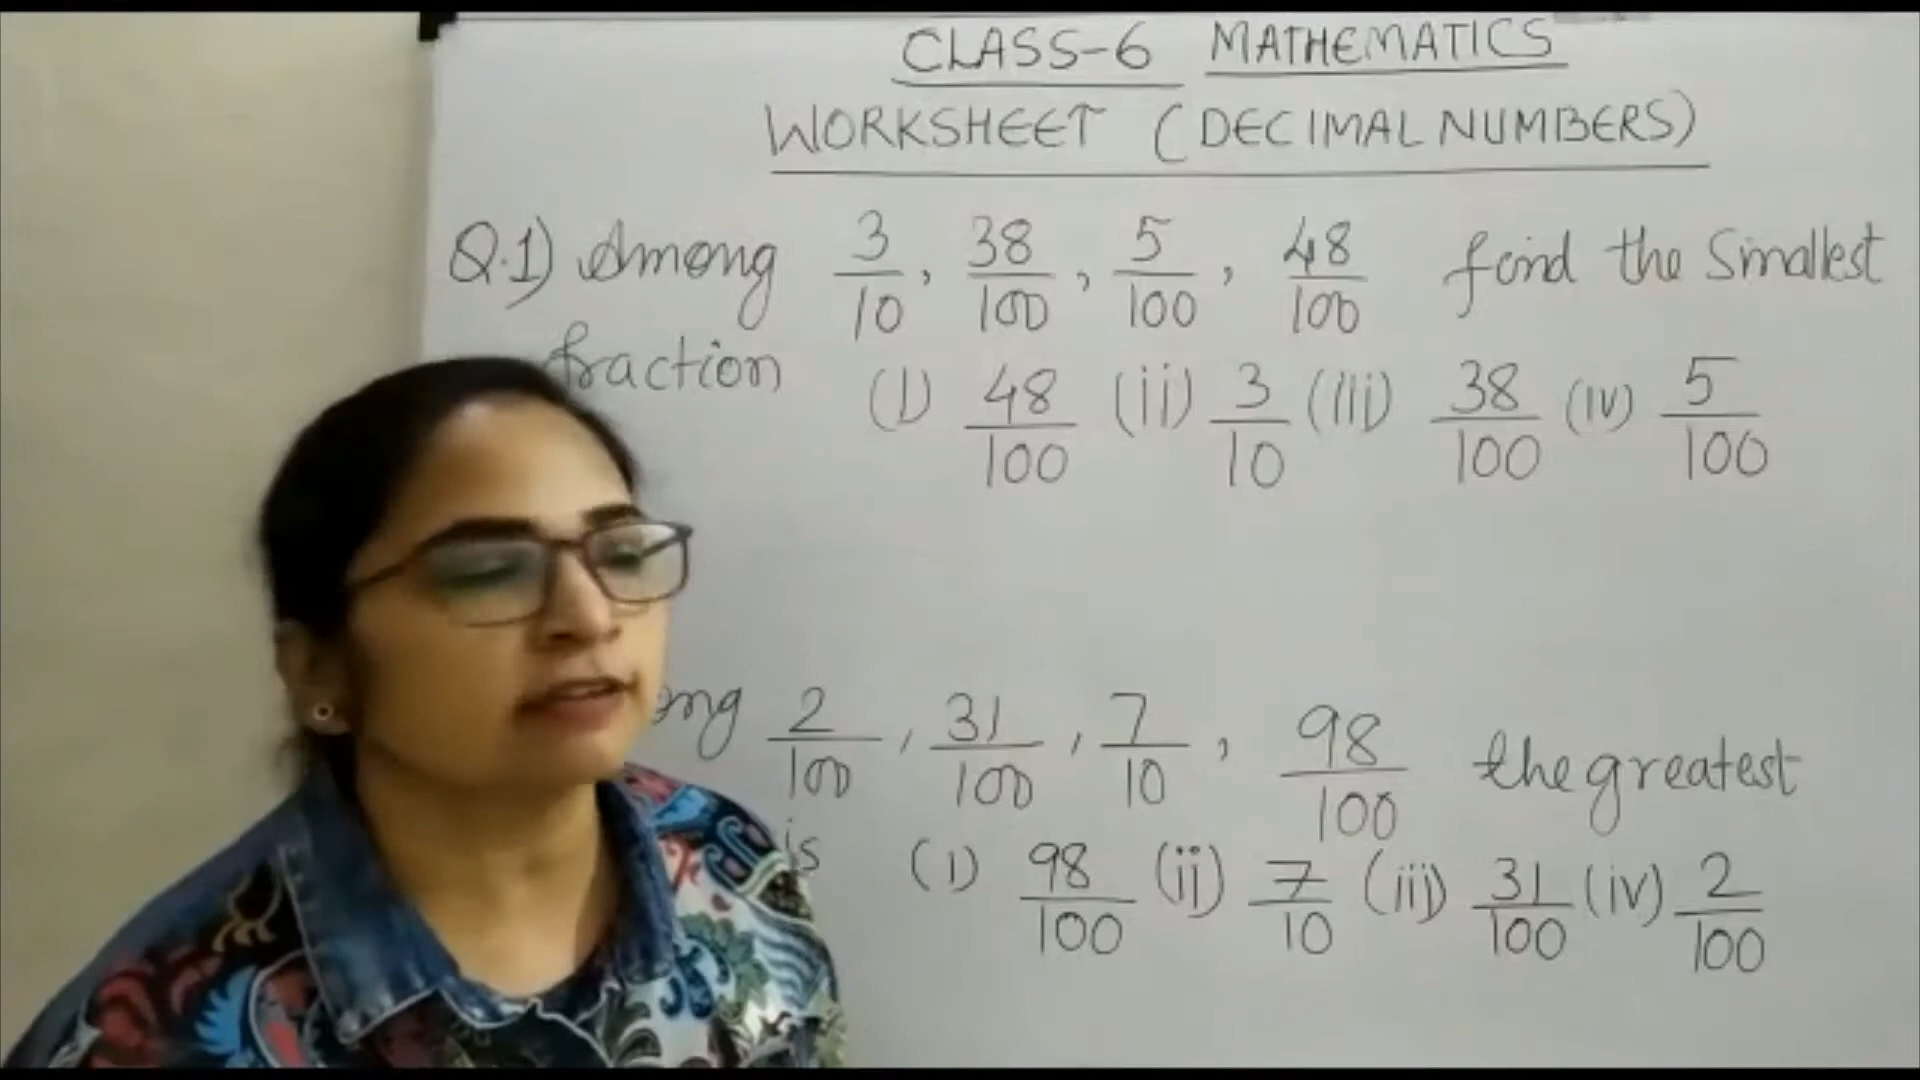 CLASS-6 MATHEMATICS
WORKSHEET (DECIMAL NUMBERS)
Q.1) Among 3/10, 38/100, 5/100, 48/100 find the Smallest
fraction (i) 48/100 (ii) 3/10 (iii) 38/100 (iv) 5/100
ong 2/100, 31/100, 7/10, 98/100 the greatest
is (i) 98/100 (ii) 7/10 (iii) 31/100 (iv) 2/100